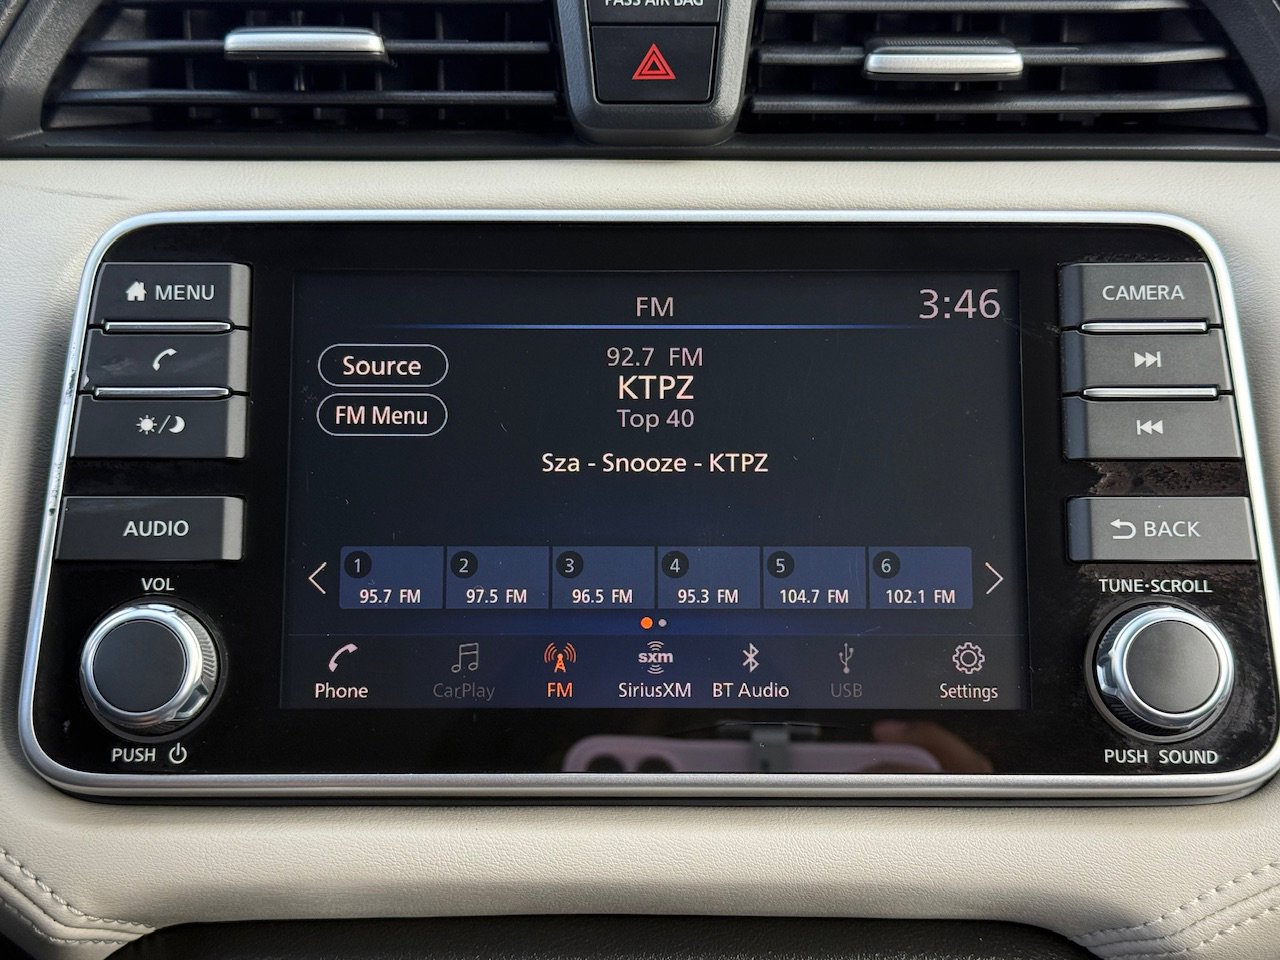 PASS AIR BAG
MENU
CAMERA
FM
3:46
Source
FM Menu
92.7 FM
KTPZ
Top 40
Sza - Snooze - KTPZ
AUDIO
BACK
VOL
TUNE·SCROLL
1
2
3
4
5
6
95.7 FM
97.5 FM
96.5 FM
95.3 FM
104.7 FM
102.1 FM
sxm
Phone
CarPlay
FM
SiriusXM
BT Audio
USB
Settings
PUSH
PUSH SOUND